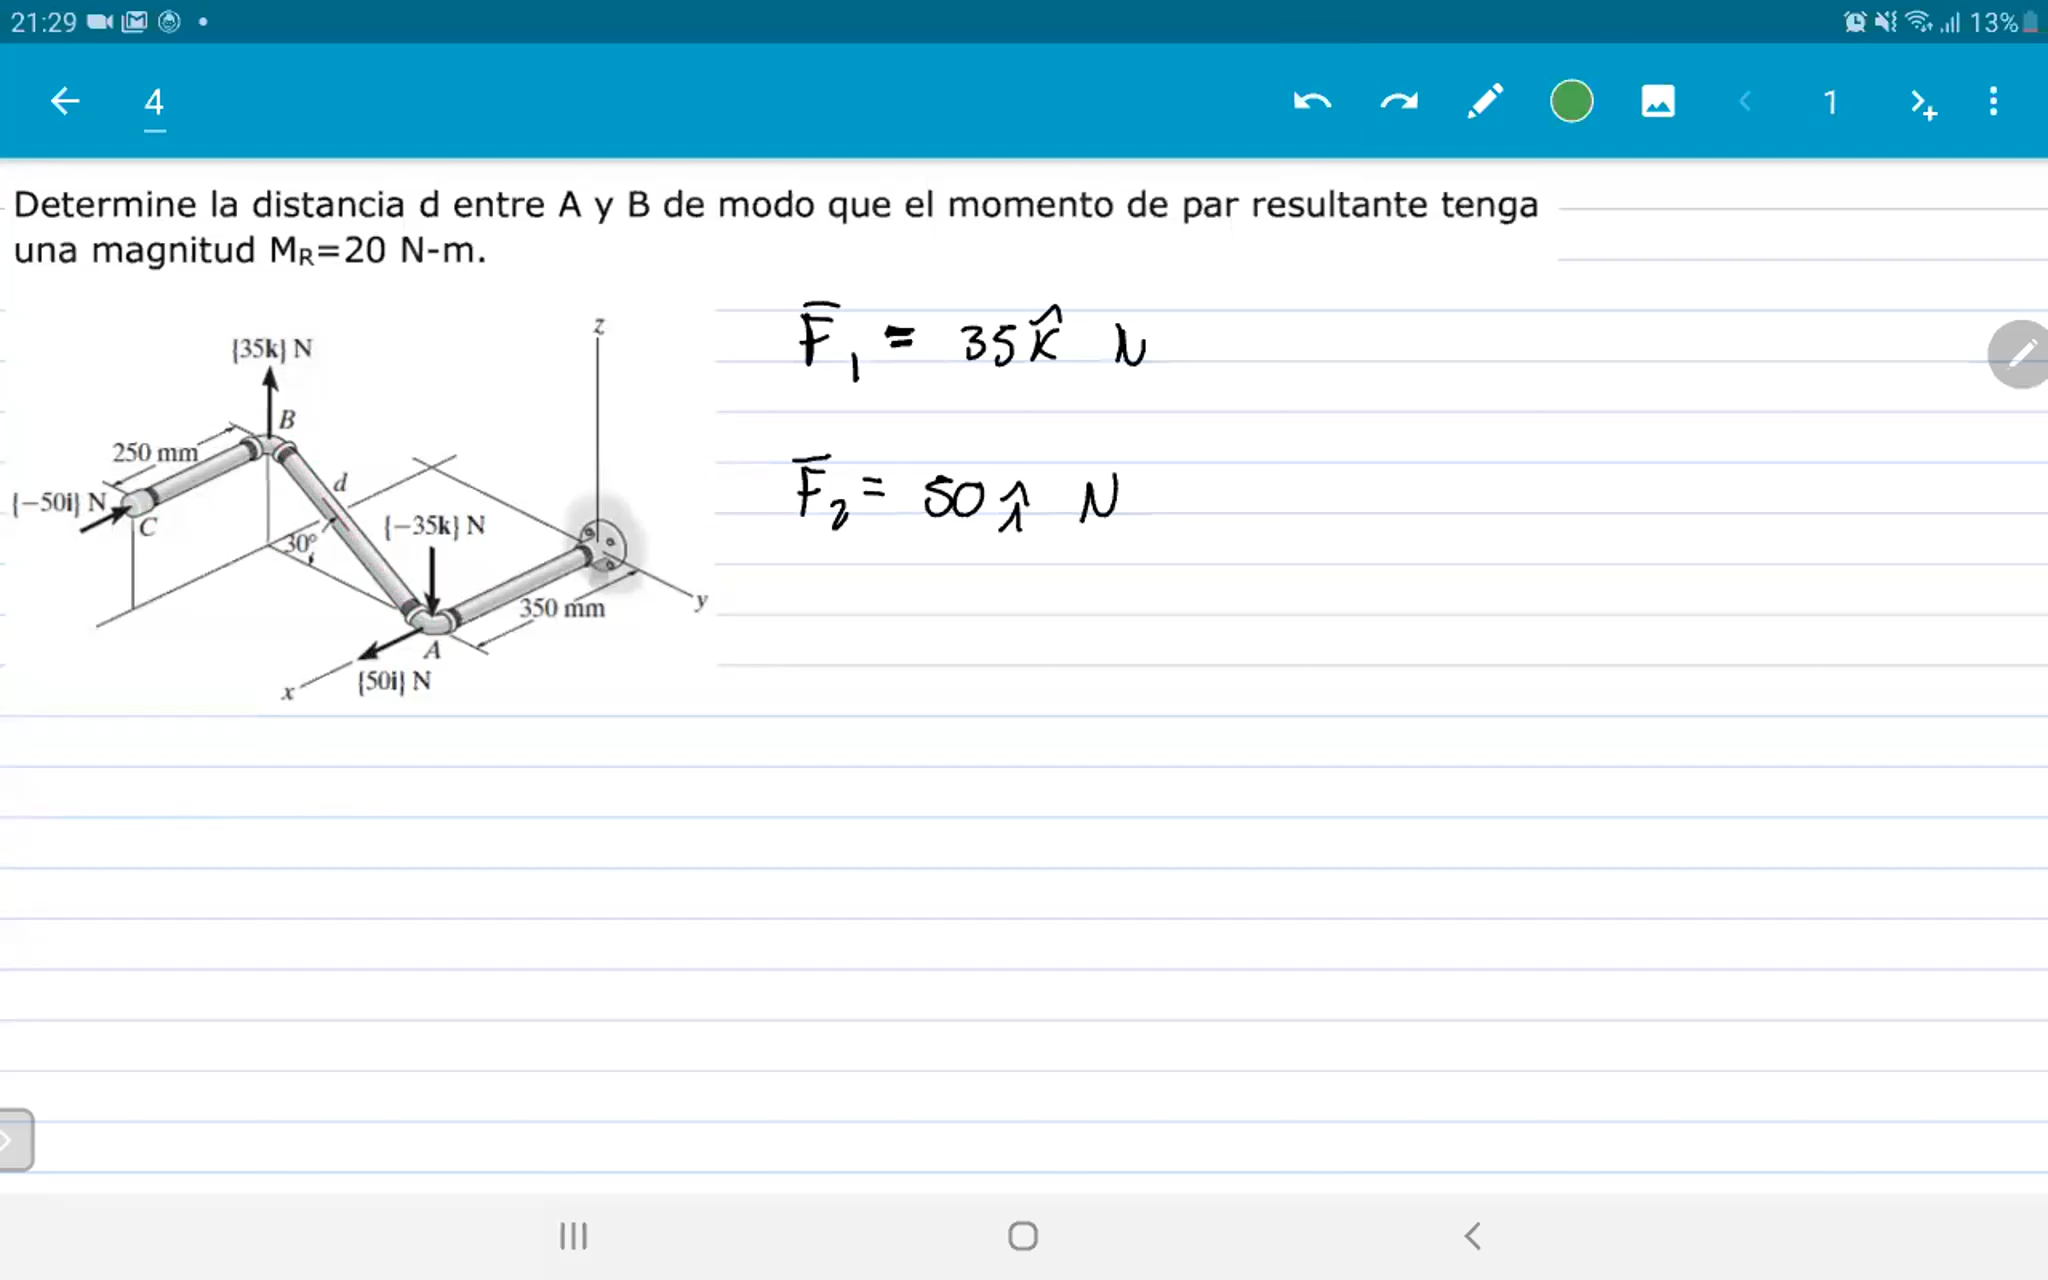 21:29
13%
4
1
Determine la distancia d entre A y B de modo que el momento de par resultante tenga
una magnitud MR=20 N-m.
F̅1 = 35k̂ N
F̅2 = 50î N
z
{35k} N
B
250 mm
d
{−50i} N
C
{−35k} N
30°
350 mm
y
A
x
{50i} N